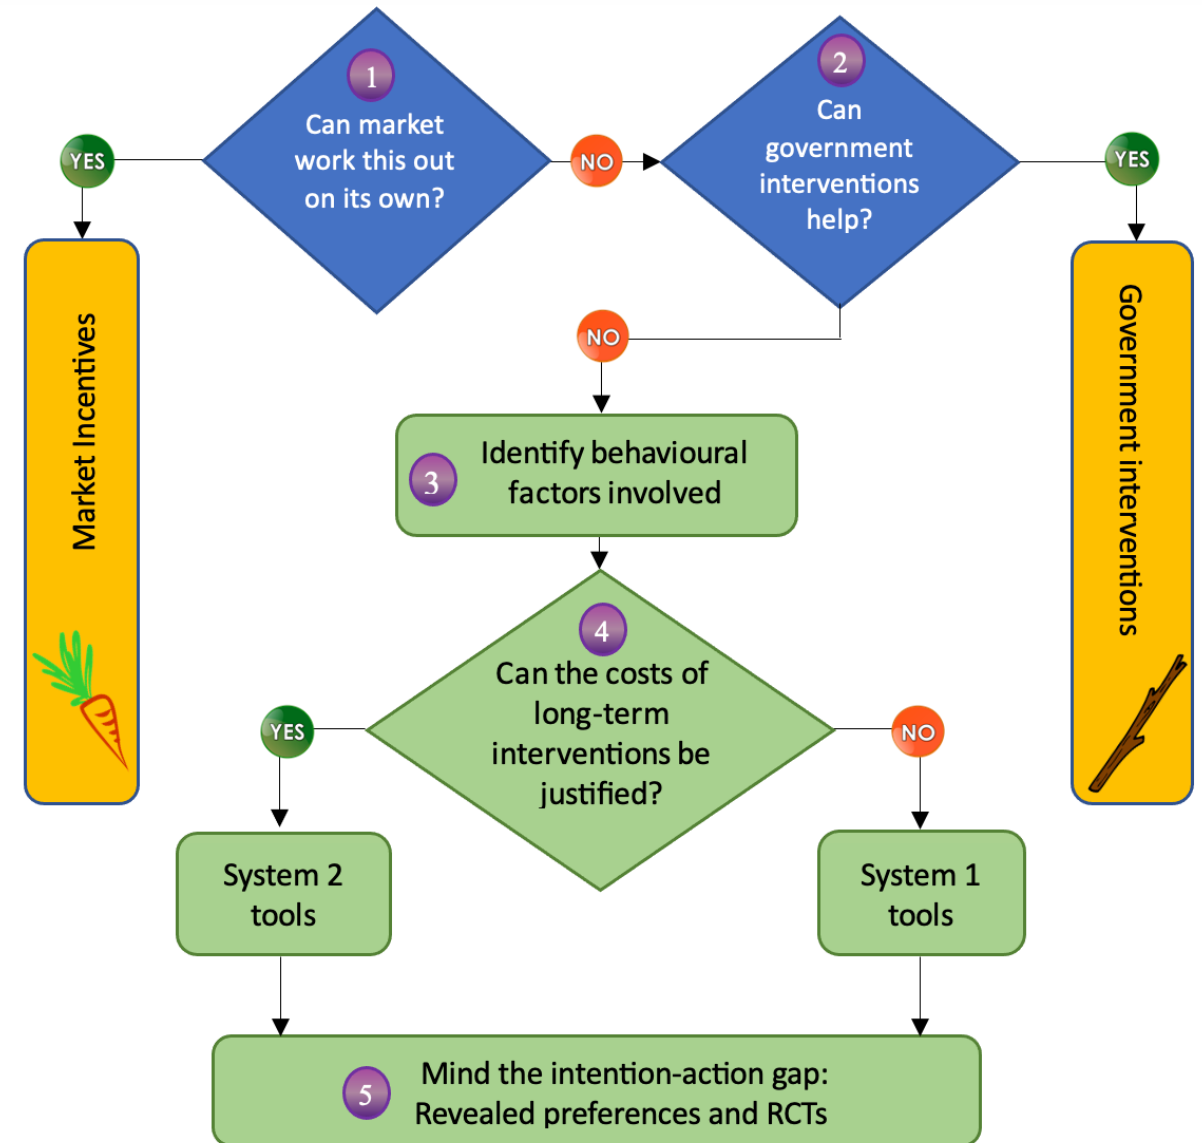 1
Can market
work this out
on its own?
YES
NO
2
Can
government
interventions
help?
YES
NO
Market Incentives
Government interventions
3
Identify behavioural
factors involved
4
Can the costs of
long-term
interventions be
justified?
YES
NO
System 2
tools
System 1
tools
5
Mind the intention-action gap:
Revealed preferences and RCTs